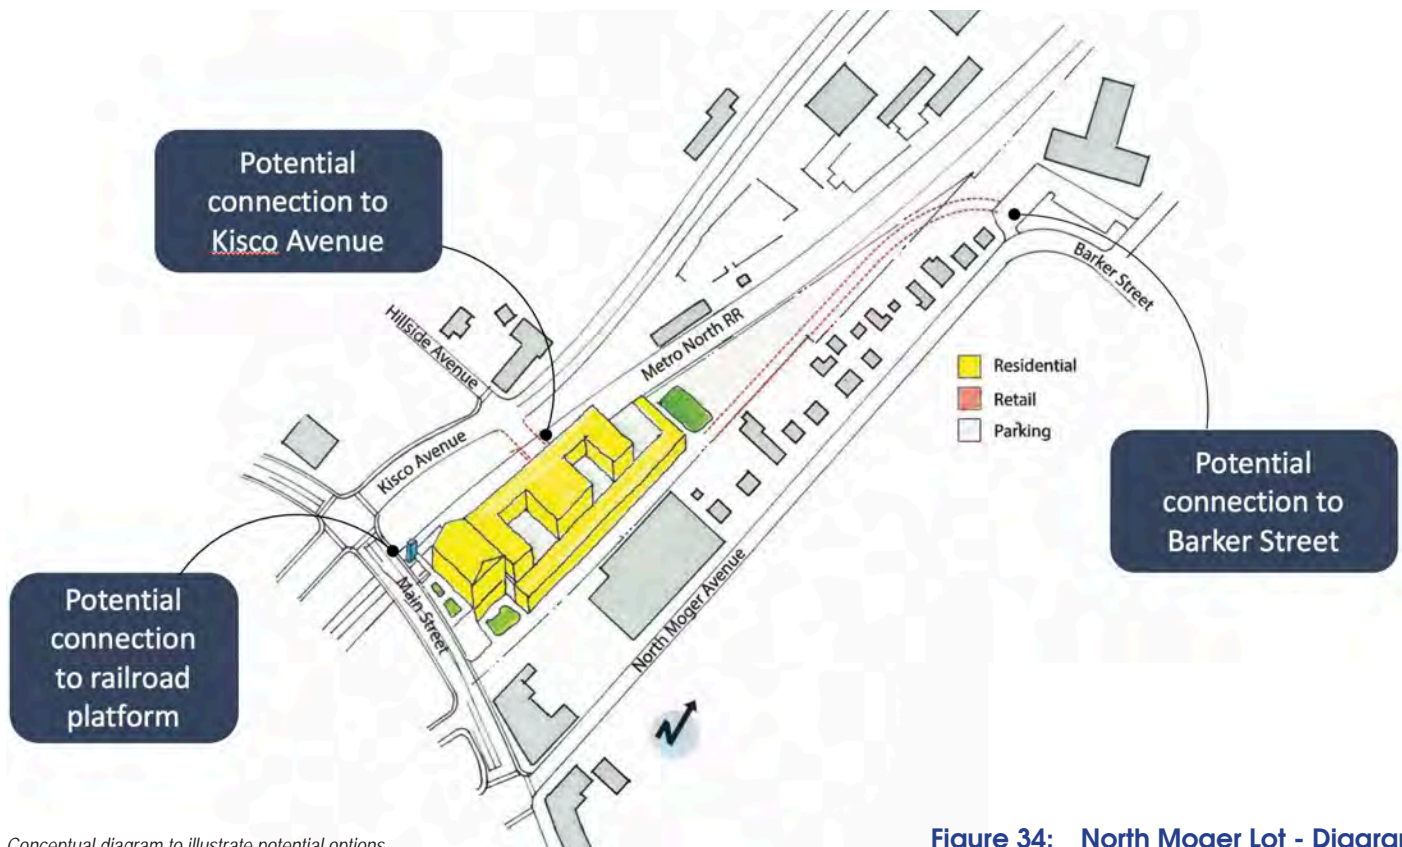 Potential
connection to
Kisco Avenue
Hillside Avenue
Metro North RR
Barker Street
Residential
Retail
Parking
Kisco Avenue
Potential
connection to
Barker Street
Potential
connection
to railroad
platform
Main Street
North Moger Avenue
N
Conceptual diagram to illustrate potential options
Figure 34: North Moger Lot - Diagra